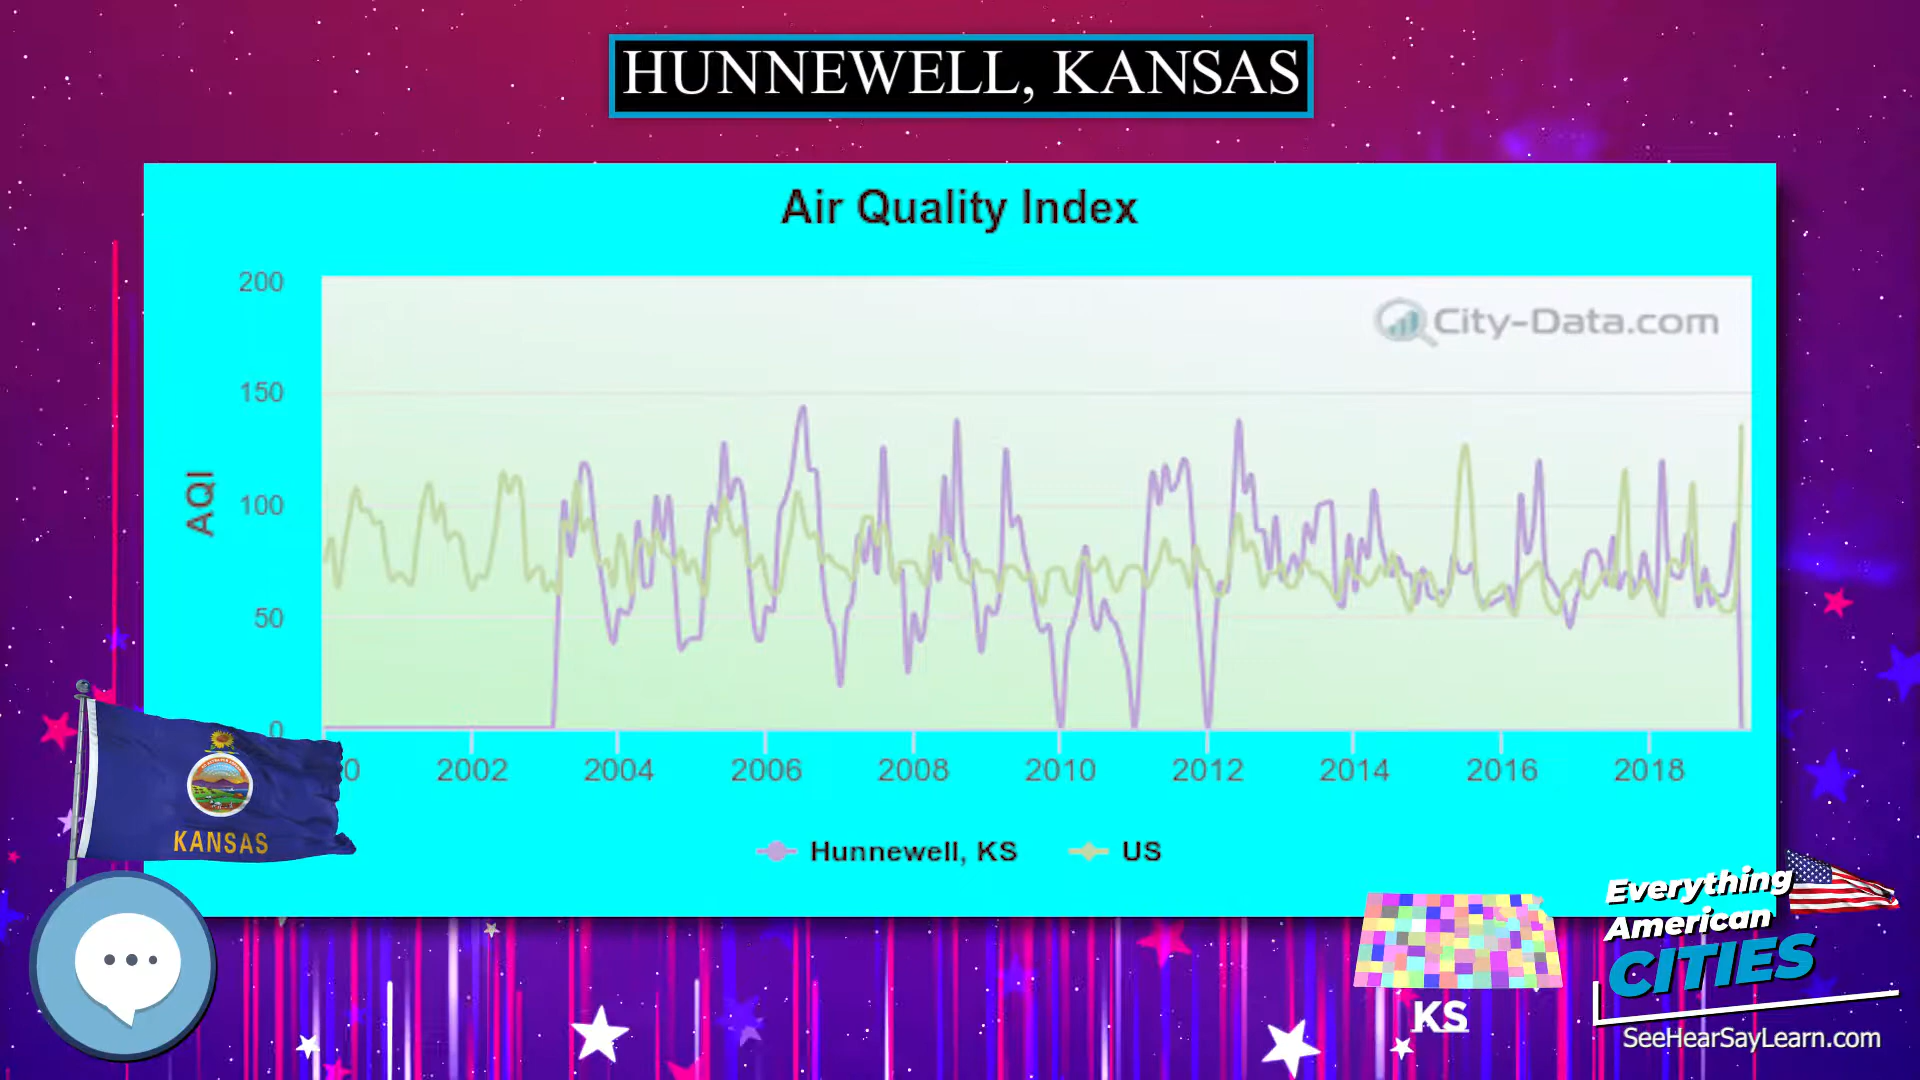 HUNNEWELL, KANSAS
Air Quality Index
200
City-Data.com
150
AQI
100
50
0
0 2002 2004 2006 2008 2010 2012 2014 2016 2018
KANSAS
Hunnewell, KS US
Everything
American
CITIES
KS
SeeHearSayLearn.com